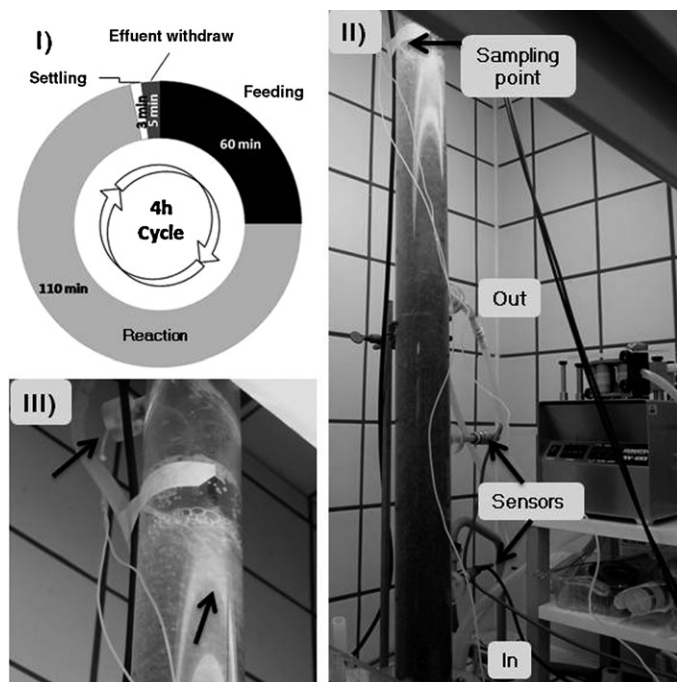 I)
Effuent withdraw
Settling
Feeding
3 min
5 min
60 min
4h
Cycle
110 min
Reaction
II)
Sampling
point
Out
Sensors
In
III)